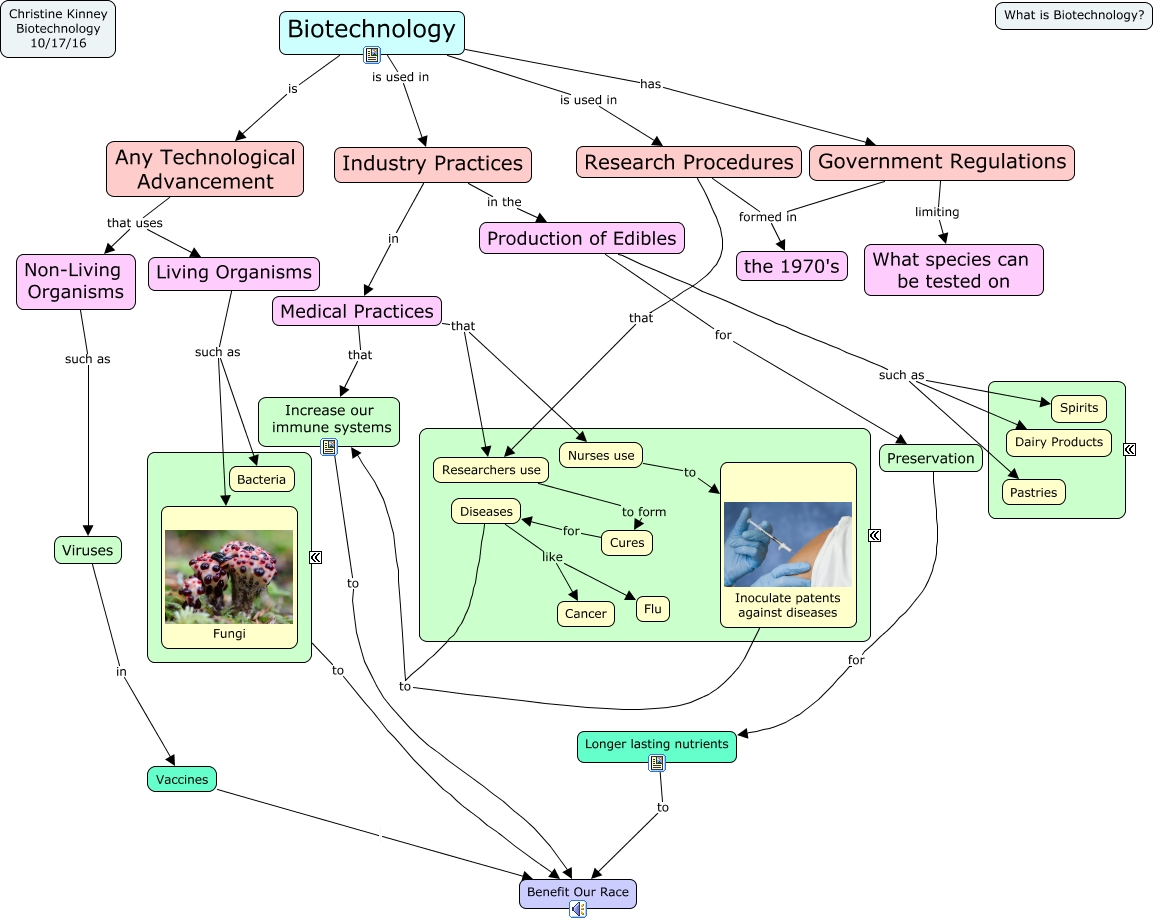 Christine Kinney
Biotechnology
10/17/16
Biotechnology
What is Biotechnology?
is
is used in
is used in
has
Any Technological
Advancement
Industry Practices
Research Procedures
Government Regulations
that uses
in the
formed in
limiting
in
Production of Edibles
Non-Living
Organisms
Living Organisms
the 1970's
What species can
be tested on
Medical Practices
such as
such as
that
that
that
for
such as
Increase our
immune systems
Spirits
Dairy Products
Pastries
Preservation
Bacteria
Fungi
Viruses
Researchers use
Nurses use
to
Diseases
to form
for
Cures
like
Cancer
Flu
Inoculate patents
against diseases
to
in
to
to
for
Longer lasting nutrients
Vaccines
to
Benefit Our Race